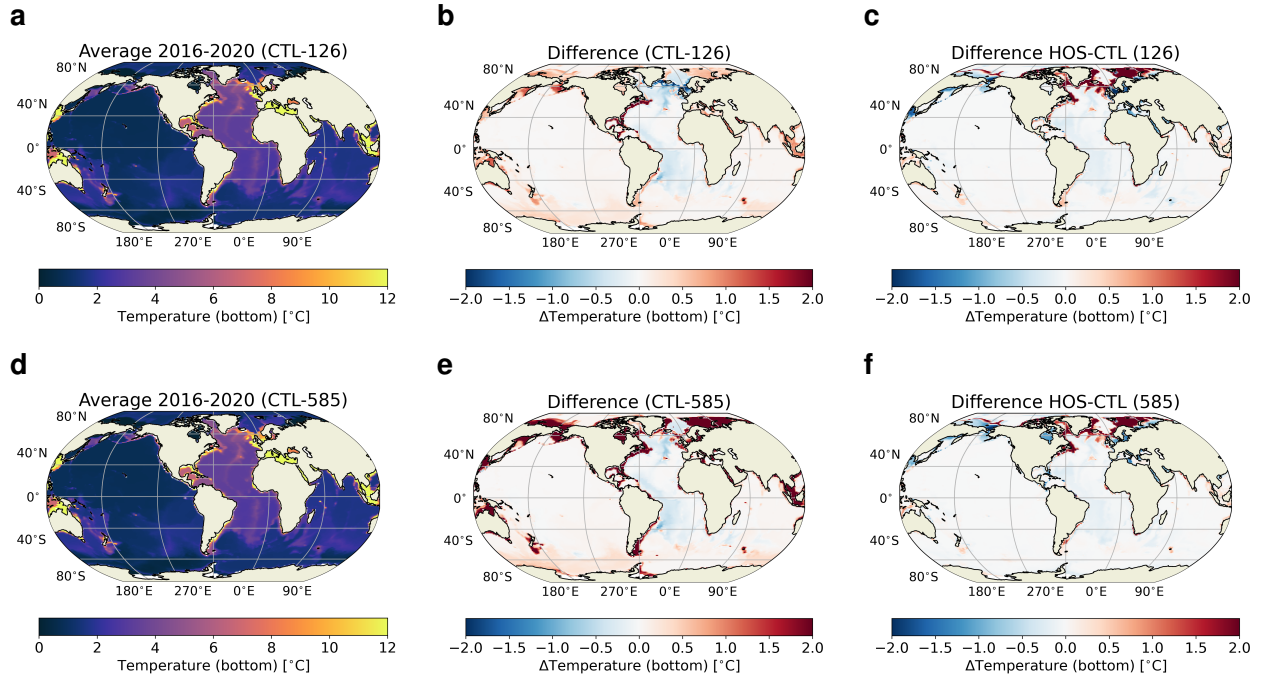 a
b
c
Average 2016-2020 (CTL-126)
Difference (CTL-126)
Difference HOS-CTL (126)
80°N
40°N
0°
40°S
80°S
180°E 270°E 0°E 90°E
80°N
40°N
0°
40°S
80°S
180°E 270°E 0°E 90°E
80°N
40°N
0°
40°S
80°S
180°E 270°E 0°E 90°E
0 2 4 6 8 10 12
Temperature (bottom) [°C]
−2.0 −1.5 −1.0 −0.5 0.0 0.5 1.0 1.5 2.0
ΔTemperature (bottom) [°C]
−2.0 −1.5 −1.0 −0.5 0.0 0.5 1.0 1.5 2.0
ΔTemperature (bottom) [°C]
d
e
f
Average 2016-2020 (CTL-585)
Difference (CTL-585)
Difference HOS-CTL (585)
80°N
40°N
0°
40°S
80°S
180°E 270°E 0°E 90°E
80°N
40°N
0°
40°S
80°S
180°E 270°E 0°E 90°E
80°N
40°N
0°
40°S
80°S
180°E 270°E 0°E 90°E
0 2 4 6 8 10 12
Temperature (bottom) [°C]
−2.0 −1.5 −1.0 −0.5 0.0 0.5 1.0 1.5 2.0
ΔTemperature (bottom) [°C]
−2.0 −1.5 −1.0 −0.5 0.0 0.5 1.0 1.5 2.0
ΔTemperature (bottom) [°C]